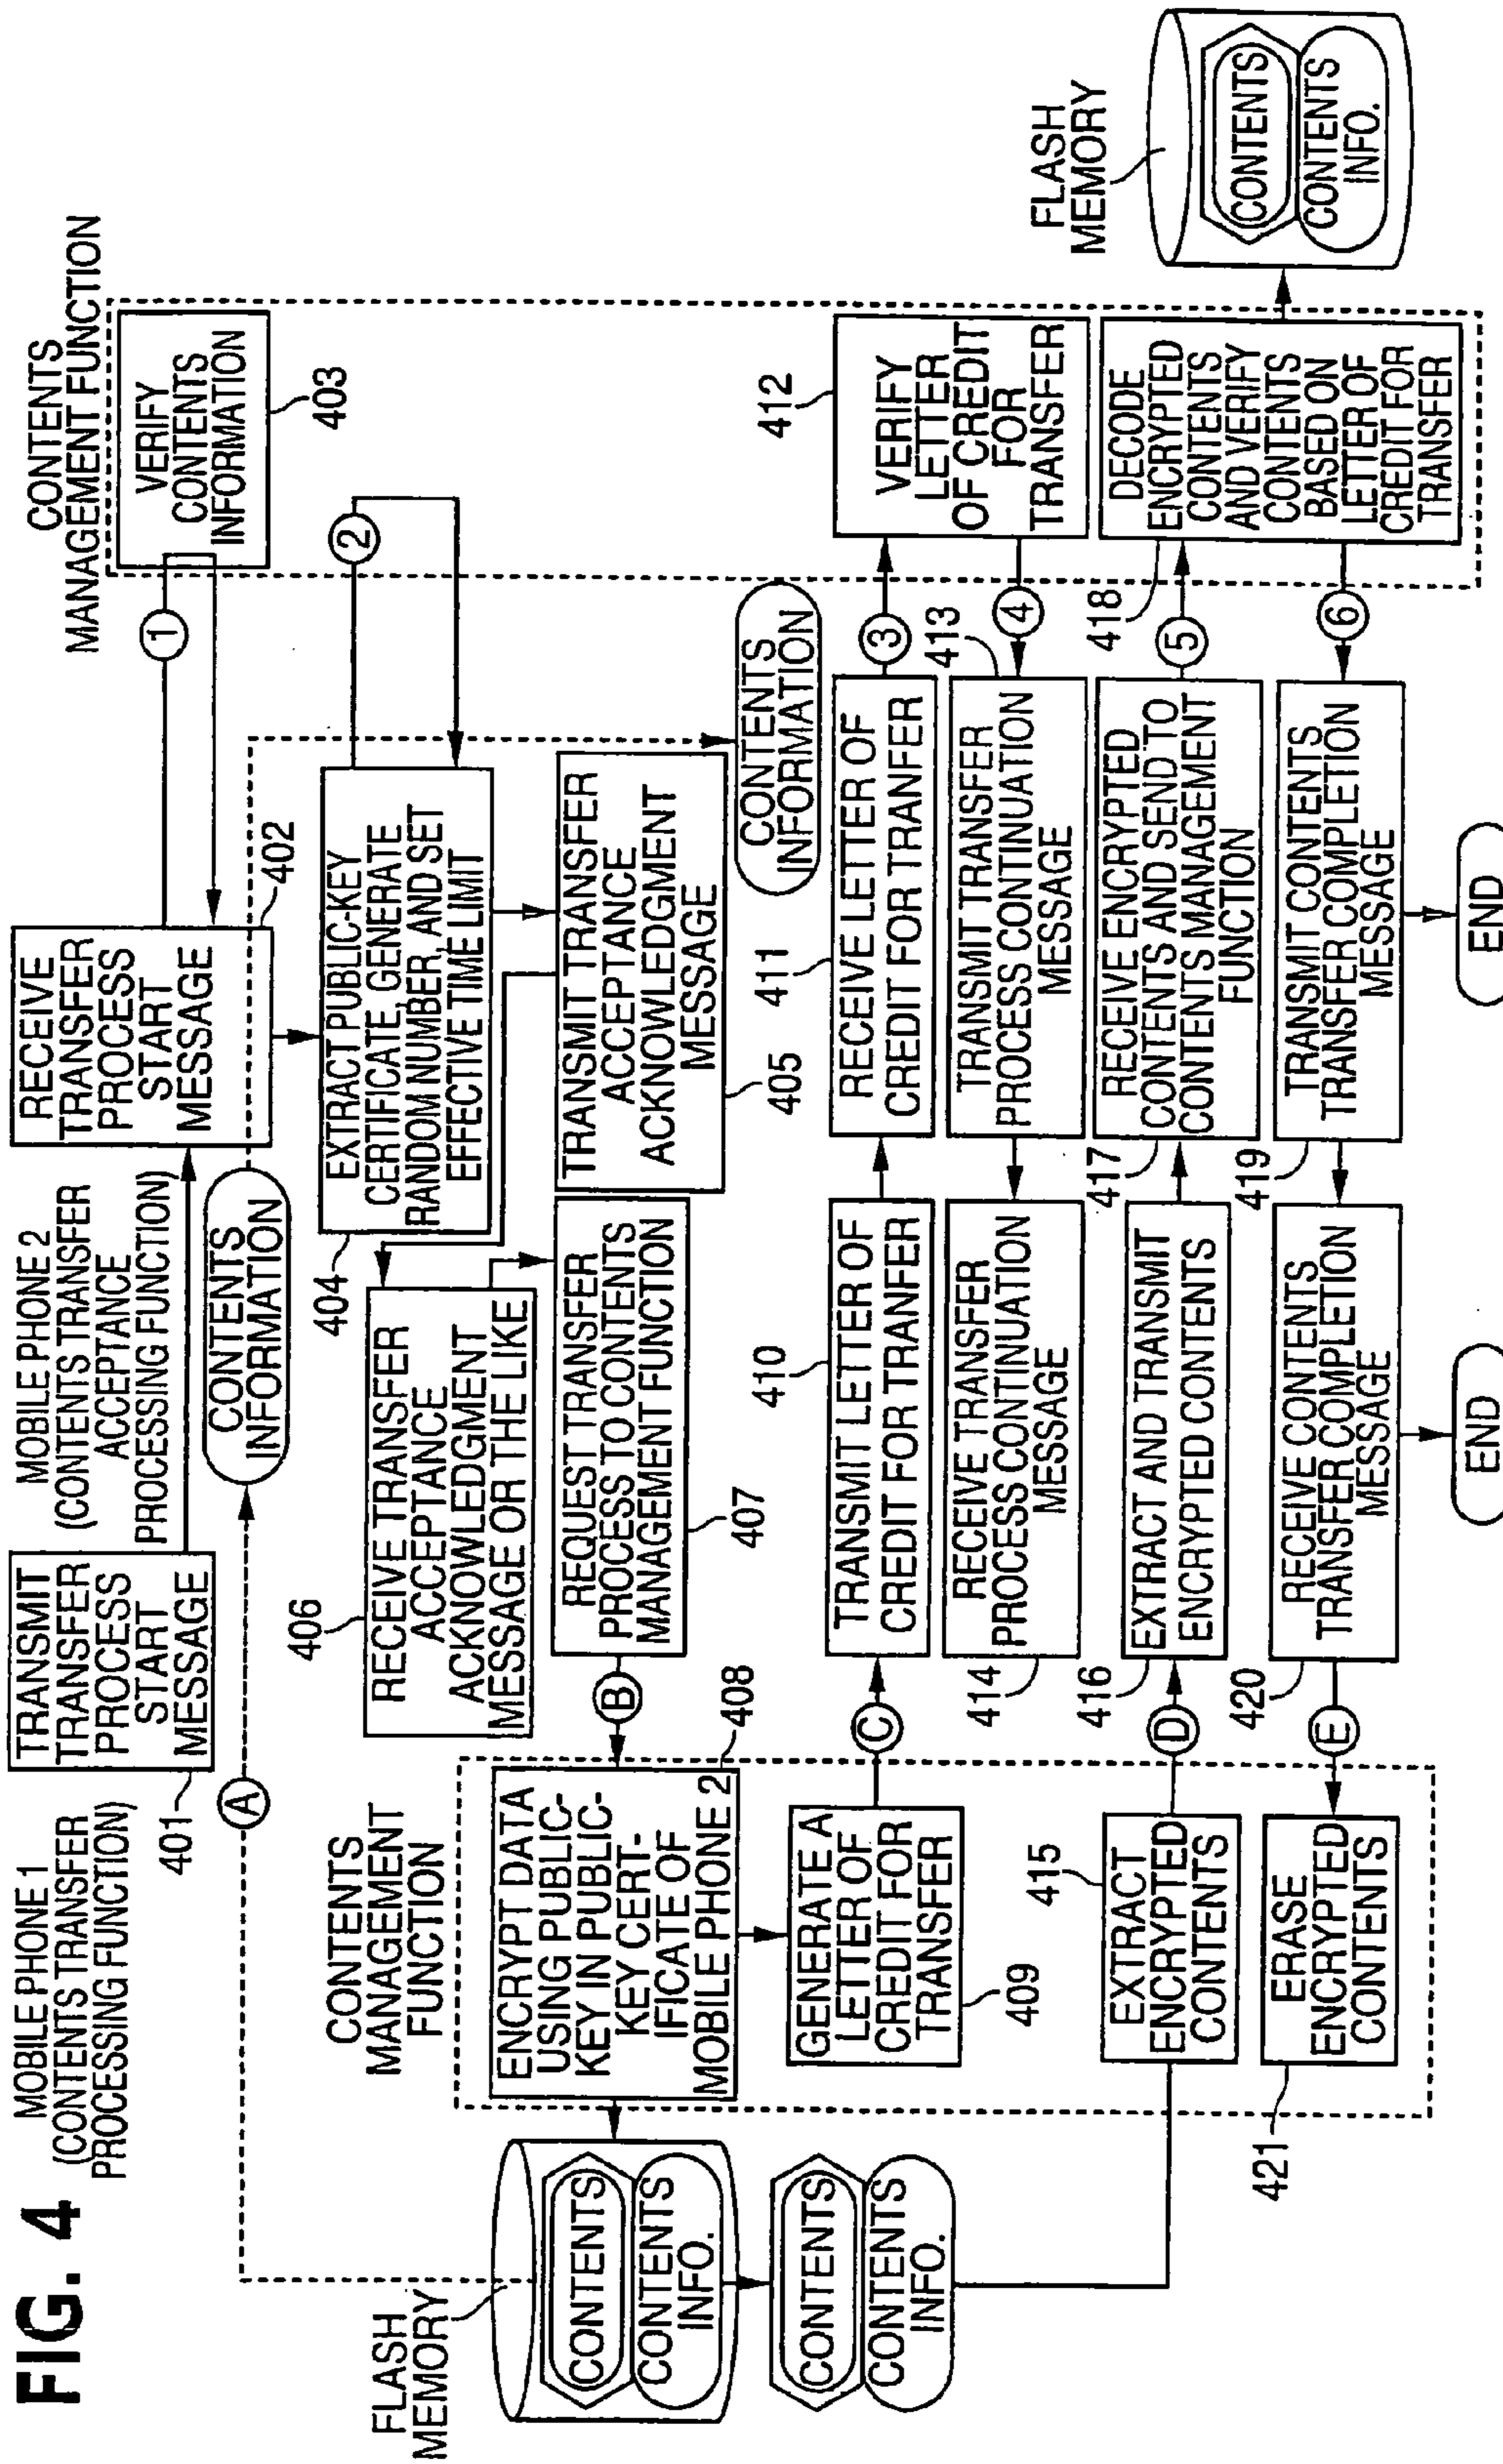 FIG. 4
MOBILE PHONE 1
(CONTENTS TRANSFER
PROCESSING FUNCTION)
401
TRANSMIT
TRANSFER
PROCESS
START
MESSAGE
MOBILE PHONE 2
(CONTENTS TRANSFER
ACCEPTANCE
PROCESSING FUNCTION)
RECEIVE
TRANSFER
PROCESS
START
MESSAGE
402
1
CONTENTS
MANAGEMENT FUNCTION
VERIFY
CONTENTS
INFORMATION
403
A
CONTENTS
INFORMATION
404
EXTRACT PUBLIC-KEY
CERTIFICATE, GENERATE
RANDOM NUMBER, AND SET
EFFECTIVE TIME LIMIT
2
406
RECEIVE TRANSFER
ACCEPTANCE
ACKNOWLEDGMENT
MESSAGE OR THE LIKE
TRANSMIT TRANSFER
ACCEPTANCE
ACKNOWLEDGMENT
MESSAGE
405
CONTENTS
INFORMATION
REQUEST TRANSFER
PROCESS TO CONTENTS
MANAGEMENT FUNCTION
407
B
CONTENTS
MANAGEMENT
FUNCTION
ENCRYPT DATA
USING PUBLIC-
KEY IN PUBLIC-
KEY CERT-
IFICATE OF
MOBILE PHONE 2
408
FLASH
MEMORY
CONTENTS
CONTENTS
INFO.
CONTENTS
CONTENTS
INFO.
GENERATE A
LETTER OF
CREDIT FOR
TRANSFER
409
C
410
TRANSMIT LETTER OF
CREDIT FOR TRANFER
411
RECEIVE LETTER OF
CREDIT FOR TRANSFER
3
412
VERIFY
LETTER
OF CREDIT
FOR
TRANSFER
4
413
TRANSMIT TRANSFER
PROCESS CONTINUATION
MESSAGE
414
RECEIVE TRANSFER
PROCESS CONTINUATION
MESSAGE
415
EXTRACT
ENCRYPTED
CONTENTS
D
416
EXTRACT AND TRANSMIT
ENCRYPTED CONTENTS
417
RECEIVE ENCRYPTED
CONTENTS AND SEND TO
CONTENTS MANAGEMENT
FUNCTION
5
418
DECODE
ENCRYPTED
CONTENTS
AND VERIFY
CONTENTS
BASED ON
LETTER OF
CREDIT FOR
TRANSFER
FLASH
MEMORY
CONTENTS
CONTENTS
INFO.
6
419
TRANSMIT CONTENTS
TRANSFER COMPLETION
MESSAGE
END
420
RECEIVE CONTENTS
TRANSFER COMPLETION
MESSAGE
END
E
421
ERASE
ENCRYPTED
CONTENTS